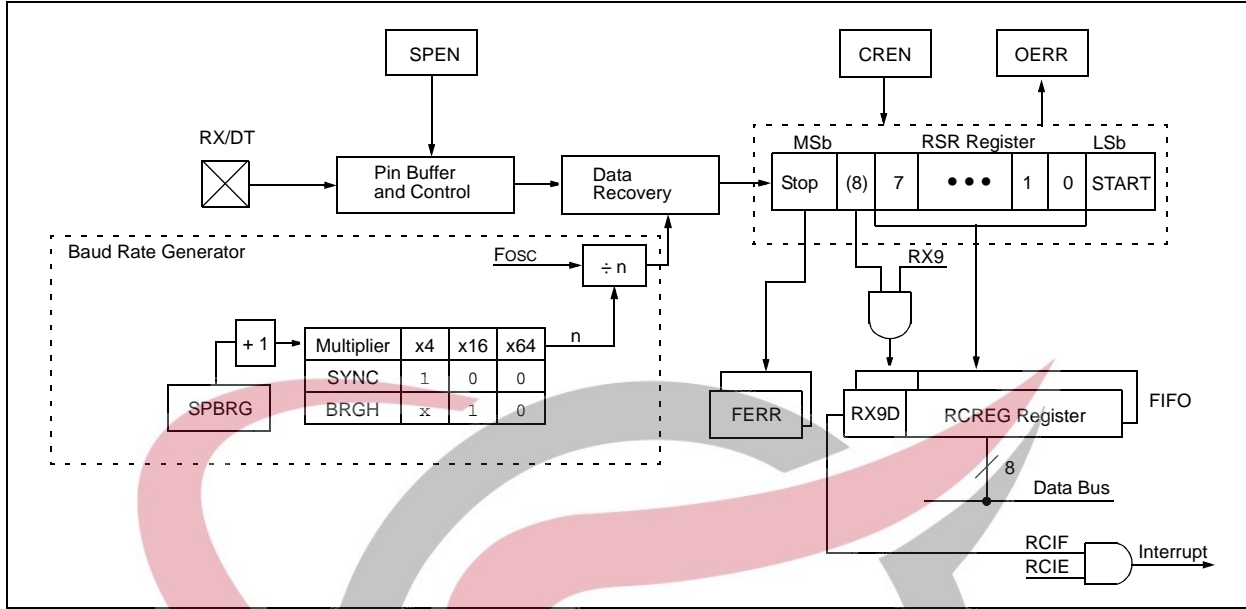 SPEN
CREN
OERR
RX/DT
MSb RSR Register LSb
Pin Buffer
and Control
Data
Recovery
Stop (8) 7 ••• 1 0 START
Baud Rate Generator
FOSC
÷ n
RX9
+ 1
n
Multiplier x4 x16 x64
SYNC 1 0 0
BRGH x 1 0
SPBRG
FERR
RX9D RCREG Register
FIFO
8
Data Bus
RCIF
RCIE
Interrupt